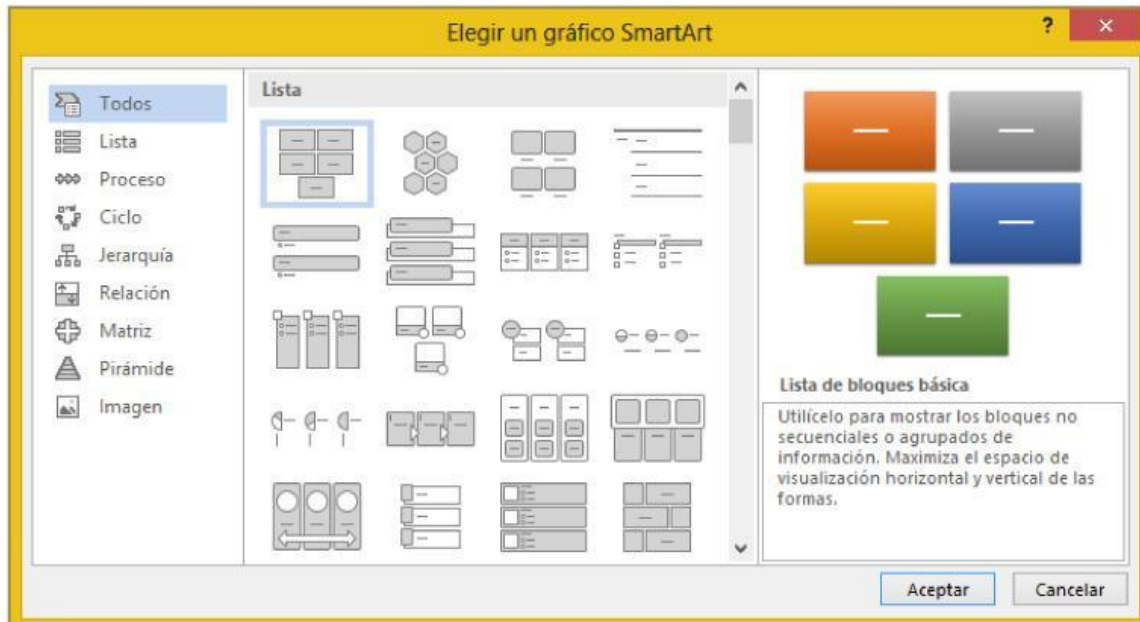 Elegir un gráfico SmartArt
?
Todos
Lista
Proceso
Ciclo
Jerarquía
Relación
Matriz
Pirámide
Imagen
Lista
Lista de bloques básica
Utilícelo para mostrar los bloques no
secuenciales o agrupados de
información. Maximiza el espacio de
visualización horizontal y vertical de las
formas.
Aceptar
Cancelar